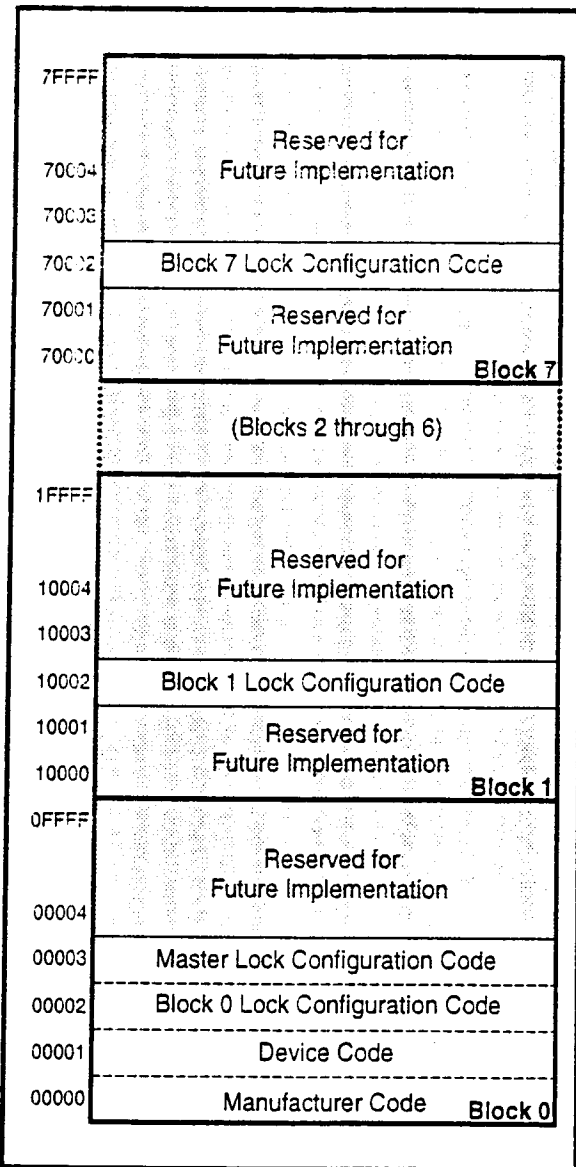 7FFFF
Reserved for
Future Implementation
70004
70003
70002 Block 7 Lock Configuration Code
70001
Reserved for
Future Implementation
70000
Block 7
(Blocks 2 through 6)
1FFFF
Reserved for
Future Implementation
10004
10003
10002 Block 1 Lock Configuration Code
10001
Reserved for
Future Implementation
10000
Block 1
0FFFF
Reserved for
Future Implementation
00004
00003 Master Lock Configuration Code
00002 Block 0 Lock Configuration Code
00001 Device Code
00000 Manufacturer Code Block 0